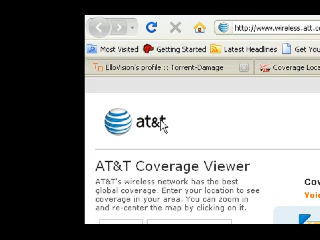 http://www.wireless.att.c
Most Visited Getting Started Latest Headlines Get You
ElloVision's profile :: Torrent-Damage Coverage Loca
at&t
AT&T Coverage Viewer
AT&T's wireless network has the best
global coverage. Enter your location to see
coverage in your area. You can zoom in
and re-center the map by clicking on it.
Cov
Voi